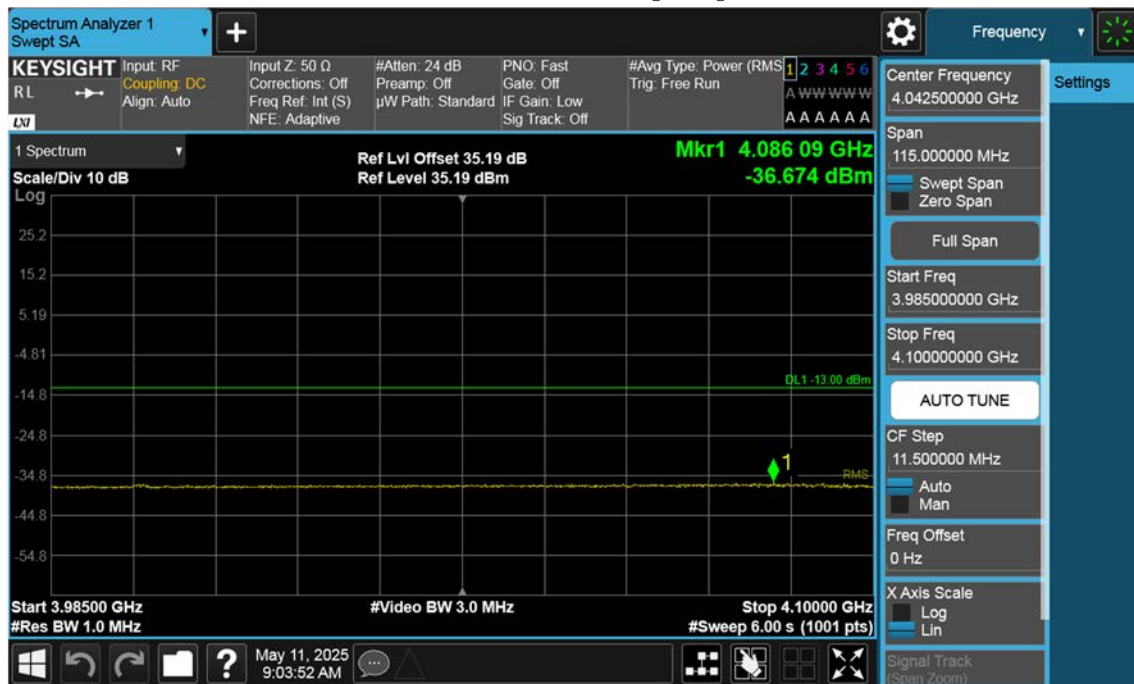 Spectrum Analyzer 1
Swept SA
+
Frequency
KEYSIGHT
RL
LXI
Input: RF
Coupling: DC
Align: Auto
Input Z: 50 Ω
Corrections: Off
Freq Ref: Int (S)
NFE: Adaptive
#Atten: 24 dB
Preamp: Off
µW Path: Standard
PNO: Fast
Gate: Off
IF Gain: Low
Sig Track: Off
#Avg Type: Power (RMS
Trig: Free Run
1 2 3 4 5 6
A W W W W W
A A A A A A
1 Spectrum
Scale/Div 10 dB
Log
Ref Lvl Offset 35.19 dB
Ref Level 35.19 dBm
Mkr1 4.086 09 GHz
-36.674 dBm
25.2
15.2
5.19
-4.81
DL1 -13.00 dBm
-14.8
-24.8
1
-34.8
RMS
-44.8
-54.8
Start 3.98500 GHz
#Video BW 3.0 MHz
Stop 4.10000 GHz
#Res BW 1.0 MHz
#Sweep 6.00 s (1001 pts)
?
May 11, 2025
9:03:52 AM
Center Frequency
4.042500000 GHz
Settings
Span
115.000000 MHz
Swept Span
Zero Span
Full Span
Start Freq
3.985000000 GHz
Stop Freq
4.100000000 GHz
AUTO TUNE
CF Step
11.500000 MHz
Auto
Man
Freq Offset
0 Hz
X Axis Scale
Log
Lin
Signal Track
(Span Zoom)